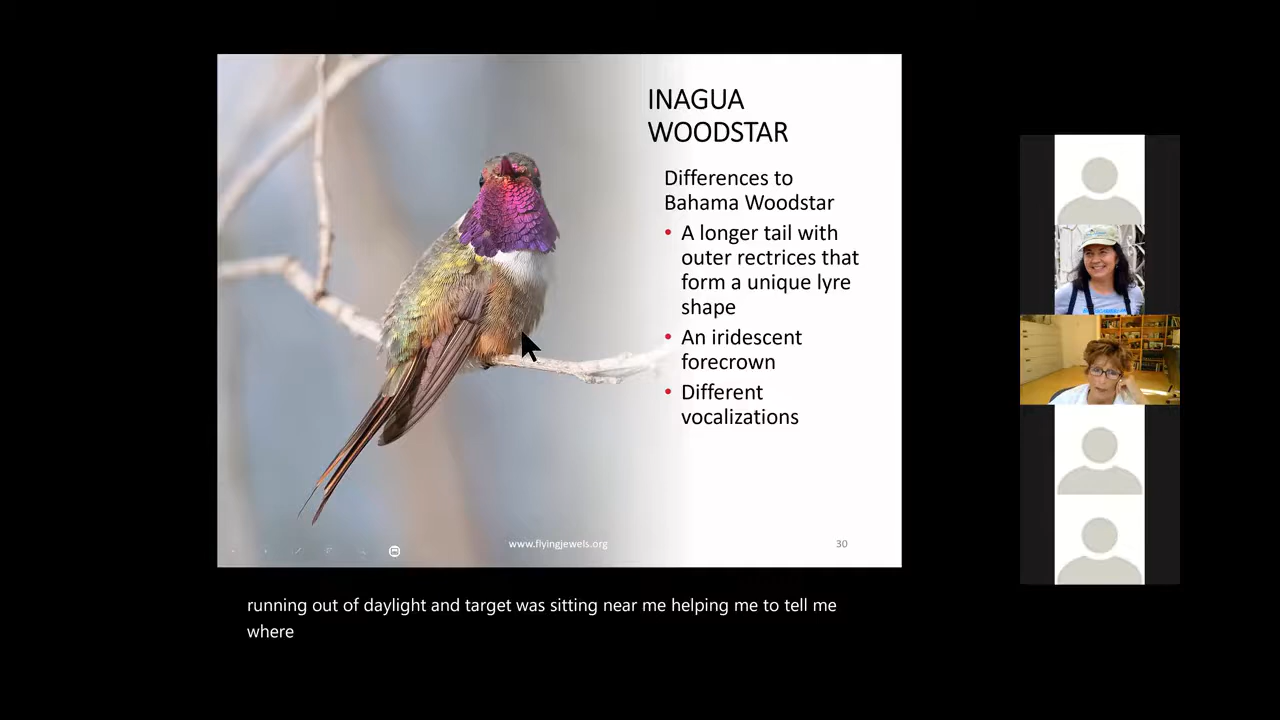 INAGUA
WOODSTAR
Differences to
Bahama Woodstar
• A longer tail with
outer rectrices that
form a unique lyre
shape
• An iridescent
forecrown
• Different
vocalizations
www.flyingjewels.org
30
running out of daylight and target was sitting near me helping me to tell me
where